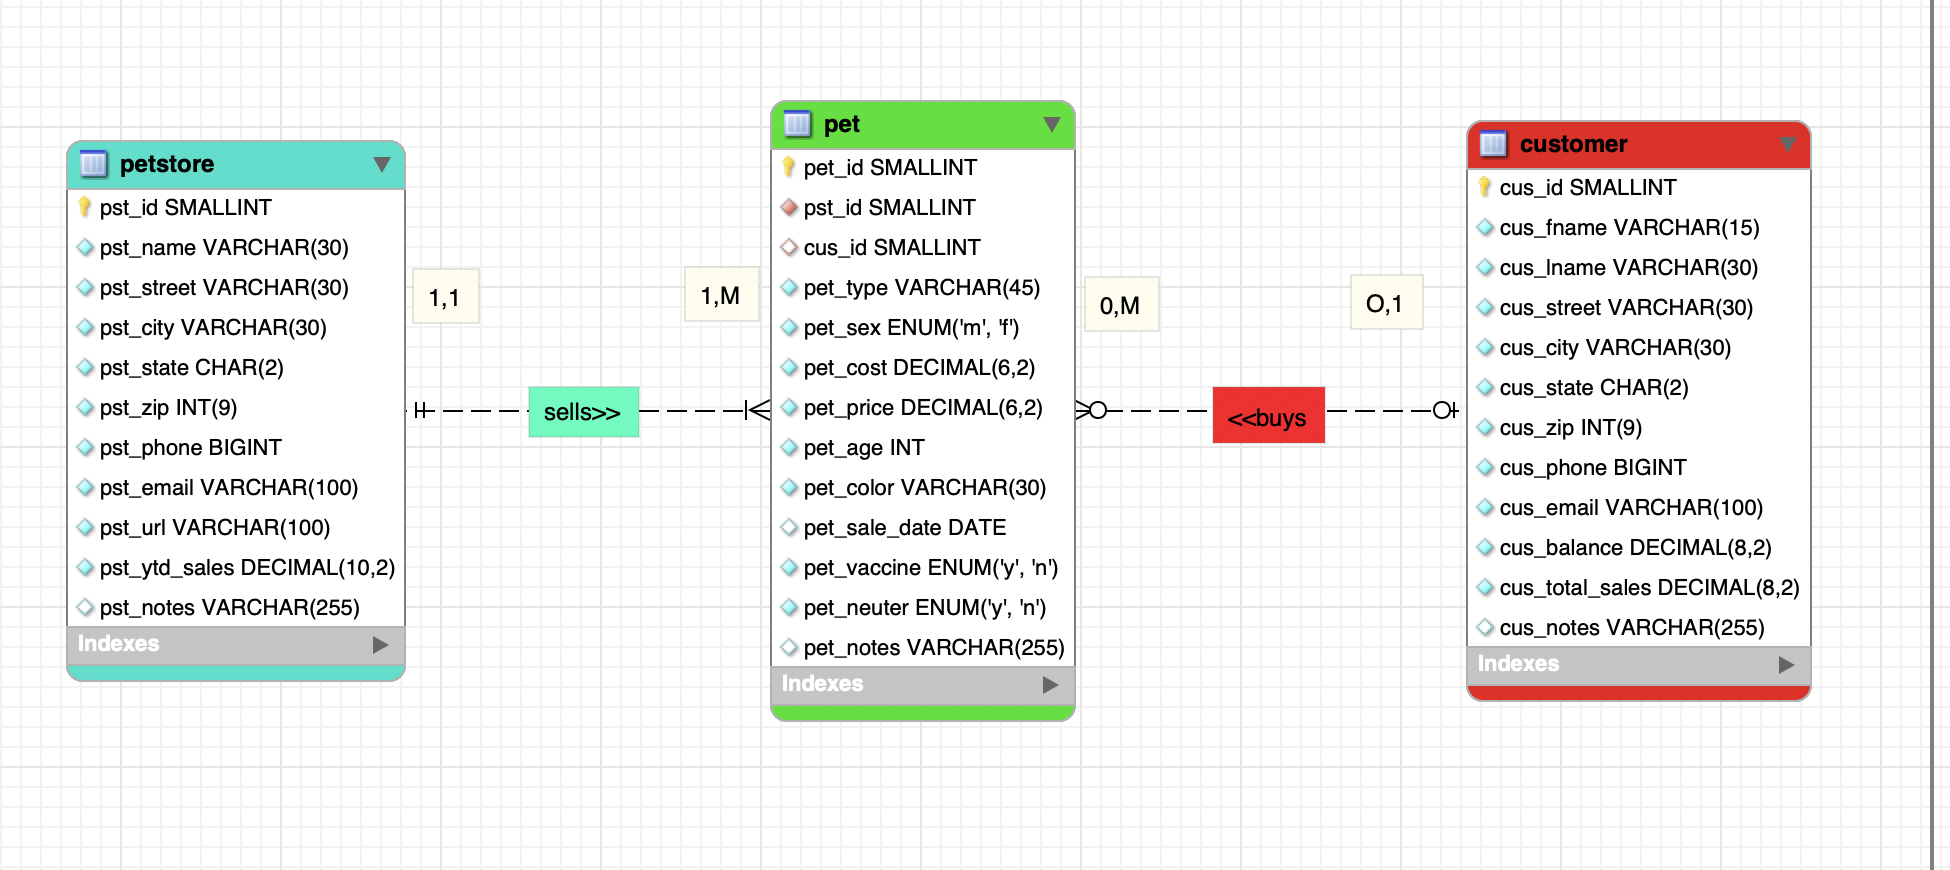 petstore
pst_id SMALLINT
pst_name VARCHAR(30)
pst_street VARCHAR(30)
pst_city VARCHAR(30)
pst_state CHAR(2)
pst_zip INT(9)
pst_phone BIGINT
pst_email VARCHAR(100)
pst_url VARCHAR(100)
pst_ytd_sales DECIMAL(10,2)
pst_notes VARCHAR(255)
Indexes
1,1
sells>>
1,M
pet
pet_id SMALLINT
pst_id SMALLINT
cus_id SMALLINT
pet_type VARCHAR(45)
pet_sex ENUM('m', 'f')
pet_cost DECIMAL(6,2)
pet_price DECIMAL(6,2)
pet_age INT
pet_color VARCHAR(30)
pet_sale_date DATE
pet_vaccine ENUM('y', 'n')
pet_neuter ENUM('y', 'n')
pet_notes VARCHAR(255)
Indexes
0,M
<<buys
O,1
customer
cus_id SMALLINT
cus_fname VARCHAR(15)
cus_lname VARCHAR(30)
cus_street VARCHAR(30)
cus_city VARCHAR(30)
cus_state CHAR(2)
cus_zip INT(9)
cus_phone BIGINT
cus_email VARCHAR(100)
cus_balance DECIMAL(8,2)
cus_total_sales DECIMAL(8,2)
cus_notes VARCHAR(255)
Indexes